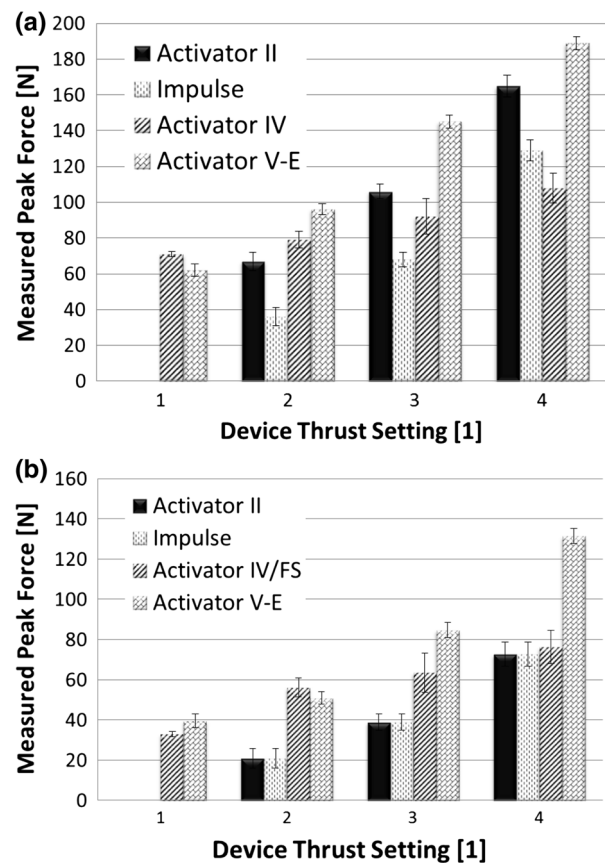 (a)
Measured Peak Force [N]
200
180
160
140
120
100
80
60
40
20
0
Activator II
Impulse
Activator IV
Activator V-E
1 2 3 4
Device Thrust Setting [1]
(b)
Measured Peak Force [N]
160
140
120
100
80
60
40
20
0
Activator II
Impulse
Activator IV/FS
Activator V-E
1 2 3 4
Device Thrust Setting [1]